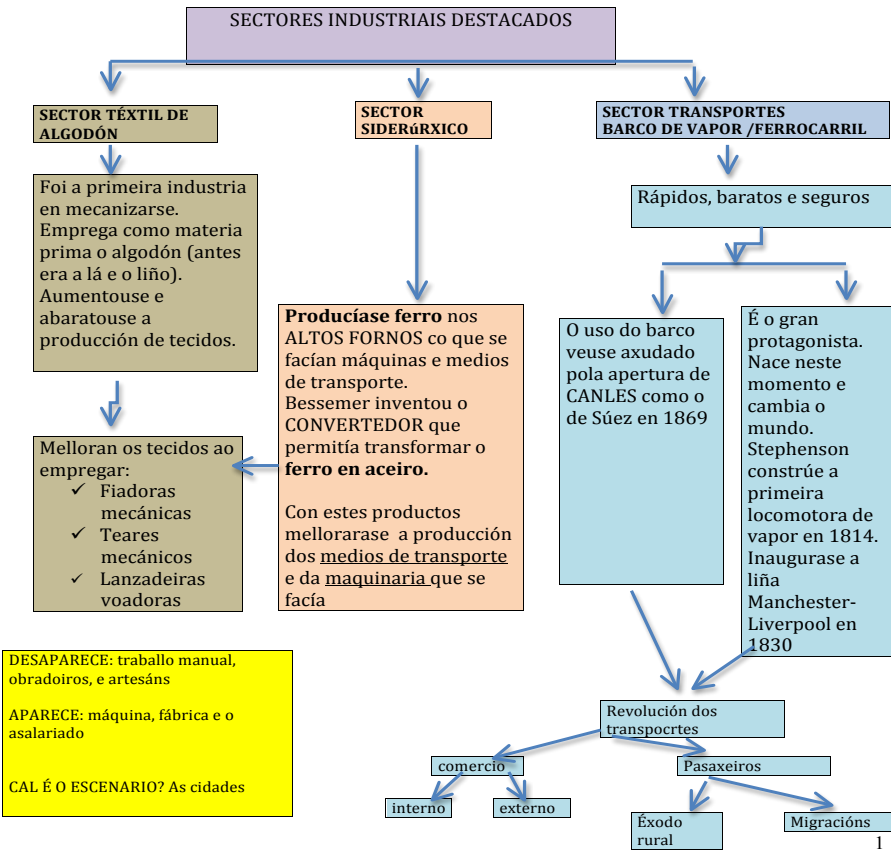 SECTORES INDUSTRIAIS DESTACADOS
SECTOR TÉXTIL DE
ALGODÓN
SECTOR
SIDERúRXICO
SECTOR TRANSPORTES
BARCO DE VAPOR /FERROCARRIL
Foi a primeira industria
en mecanizarse.
Emprega como materia
prima o algodón (antes
era a lá e o liño).
Aumentouse e
abaratouse a
producción de tecidos.
Melloran os tecidos ao
empregar:
✓ Fiadoras
mecánicas
✓ Teares
mecánicos
✓ Lanzadeiras
voadoras
Producíase ferro nos
ALTOS FORNOS co que se
facían máquinas e medios
de transporte.
Bessemer inventou o
CONVERTEDOR que
permitía transformar o
ferro en aceiro.
Con estes productos
mellorarase a producción
dos medios de transporte
e da maquinaria que se
facía
Rápidos, baratos e seguros
O uso do barco
veuse axudado
pola apertura de
CANLES como o
de Súez en 1869
É o gran
protagonista.
Nace neste
momento e
cambia o
mundo.
Stephenson
constrúe a
primeira
locomotora de
vapor en 1814.
Inaugurase a
liña
Manchester-
Liverpool en
1830
DESAPARECE: traballo manual,
obradoiros, e artesáns
APARECE: máquina, fábrica e o
asalariado
CAL É O ESCENARIO? As cidades
Revolución dos
transpocrtes
comercio
Pasaxeiros
interno
externo
Éxodo
rural
Migracións
1